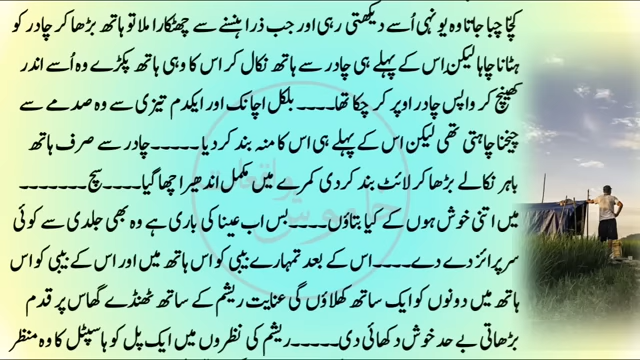 کچا چبا جاتا وہ یونہی اُسے دیکھتی رہی اور جب ذرا ہنسنے سے چھٹکارا ملا تو ہاتھ بڑھا کر چادر کو
ہٹانا چاہا لیکن اِس کے پہلے ہی چادر سے ہاتھ نکال کر اس کا وہی ہاتھ پکڑے وہ اُسے اندر
کھینچ کر واپس چادر اوپر کر چکا تھا۔۔۔۔ بلکل اچانک اور ایکدم تیزی سے وہ صدمے سے
چیخنا چاہتی تھی لیکن اس کے پہلے ہی اس کا منہ بند کر دیا ۔۔۔۔۔چادر سے صرف ہاتھ
باہر نکالے بڑھا کر لائٹ بند کر دی کمرے میں مکمل اندھیرا چھا گیا۔۔۔۔سچ۔۔۔۔۔۔۔
میں اتنی خوش ہوں کے کیا بتاؤں۔۔۔۔بس اب عینا کی باری ہے وہ بھی جلدی سے کوئی
سرپرائز دے دے۔۔۔۔اس کے بعد تمہارے بیبی کو اس ہاتھ میں اور اس کے بیبی کو اس
ہاتھ میں دونوں کو ایک ساتھ کھلاؤں گی عنایت ریشم کے ساتھ ٹھنڈے گھاس پر قدم
بڑھاتی بے حد خوش دکھائی دی۔۔۔۔۔ریشم کی نظروں میں ایک پل کو ہاسپٹل کا وہ منظر